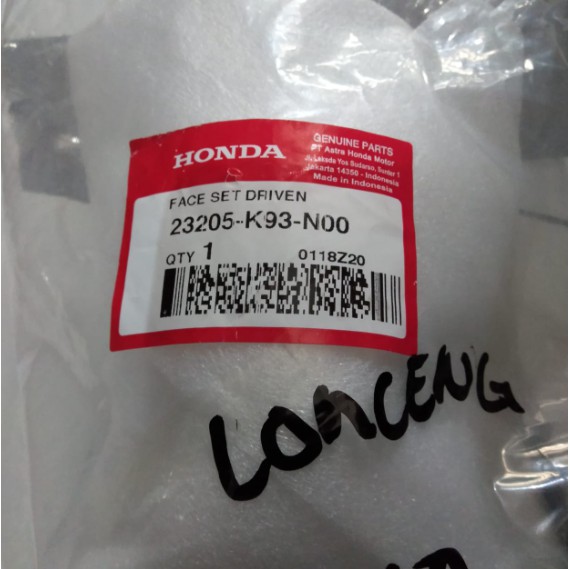 HONDA
GENUINE PARTS
PT Astra Honda Motor
Jl. Laksda Yos Sudarso, Sunter 1
Jakarta 14350 - Indonesia
Made in Indonesia
FACE SET DRIVEN
23205-K93-N00
QTY 1 0118Z20
LONCENG